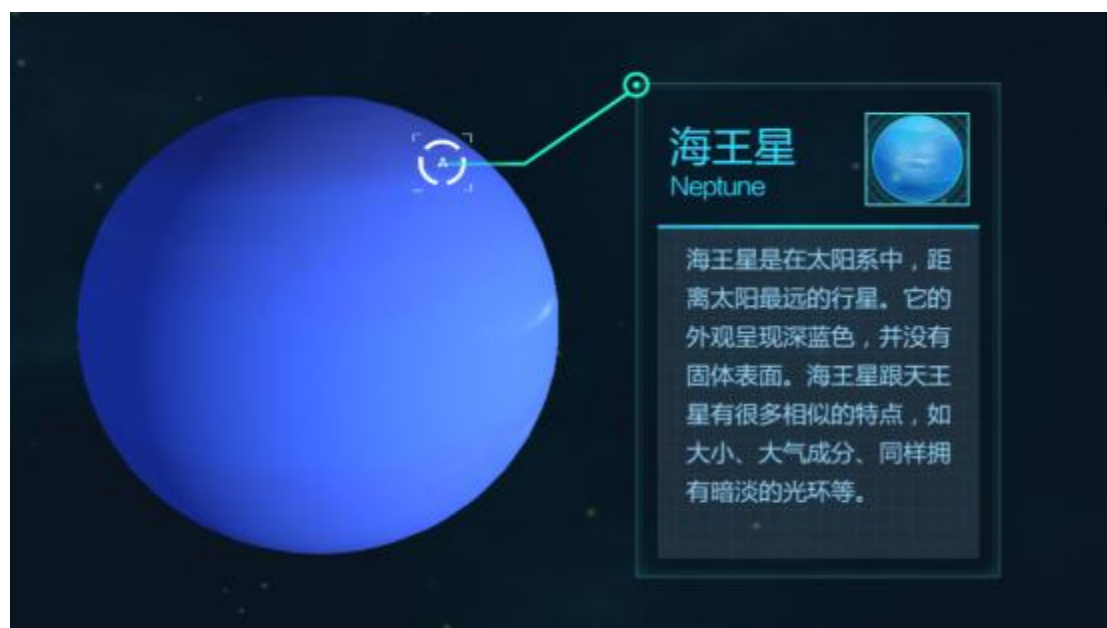 海王星
Neptune
海王星是在太阳系中，距
离太阳最远的行星。它的
外观呈现深蓝色，并没有
固体表面。海王星跟天王
星有很多相似的特点，如
大小、大气成分、同样拥
有暗淡的光环等。